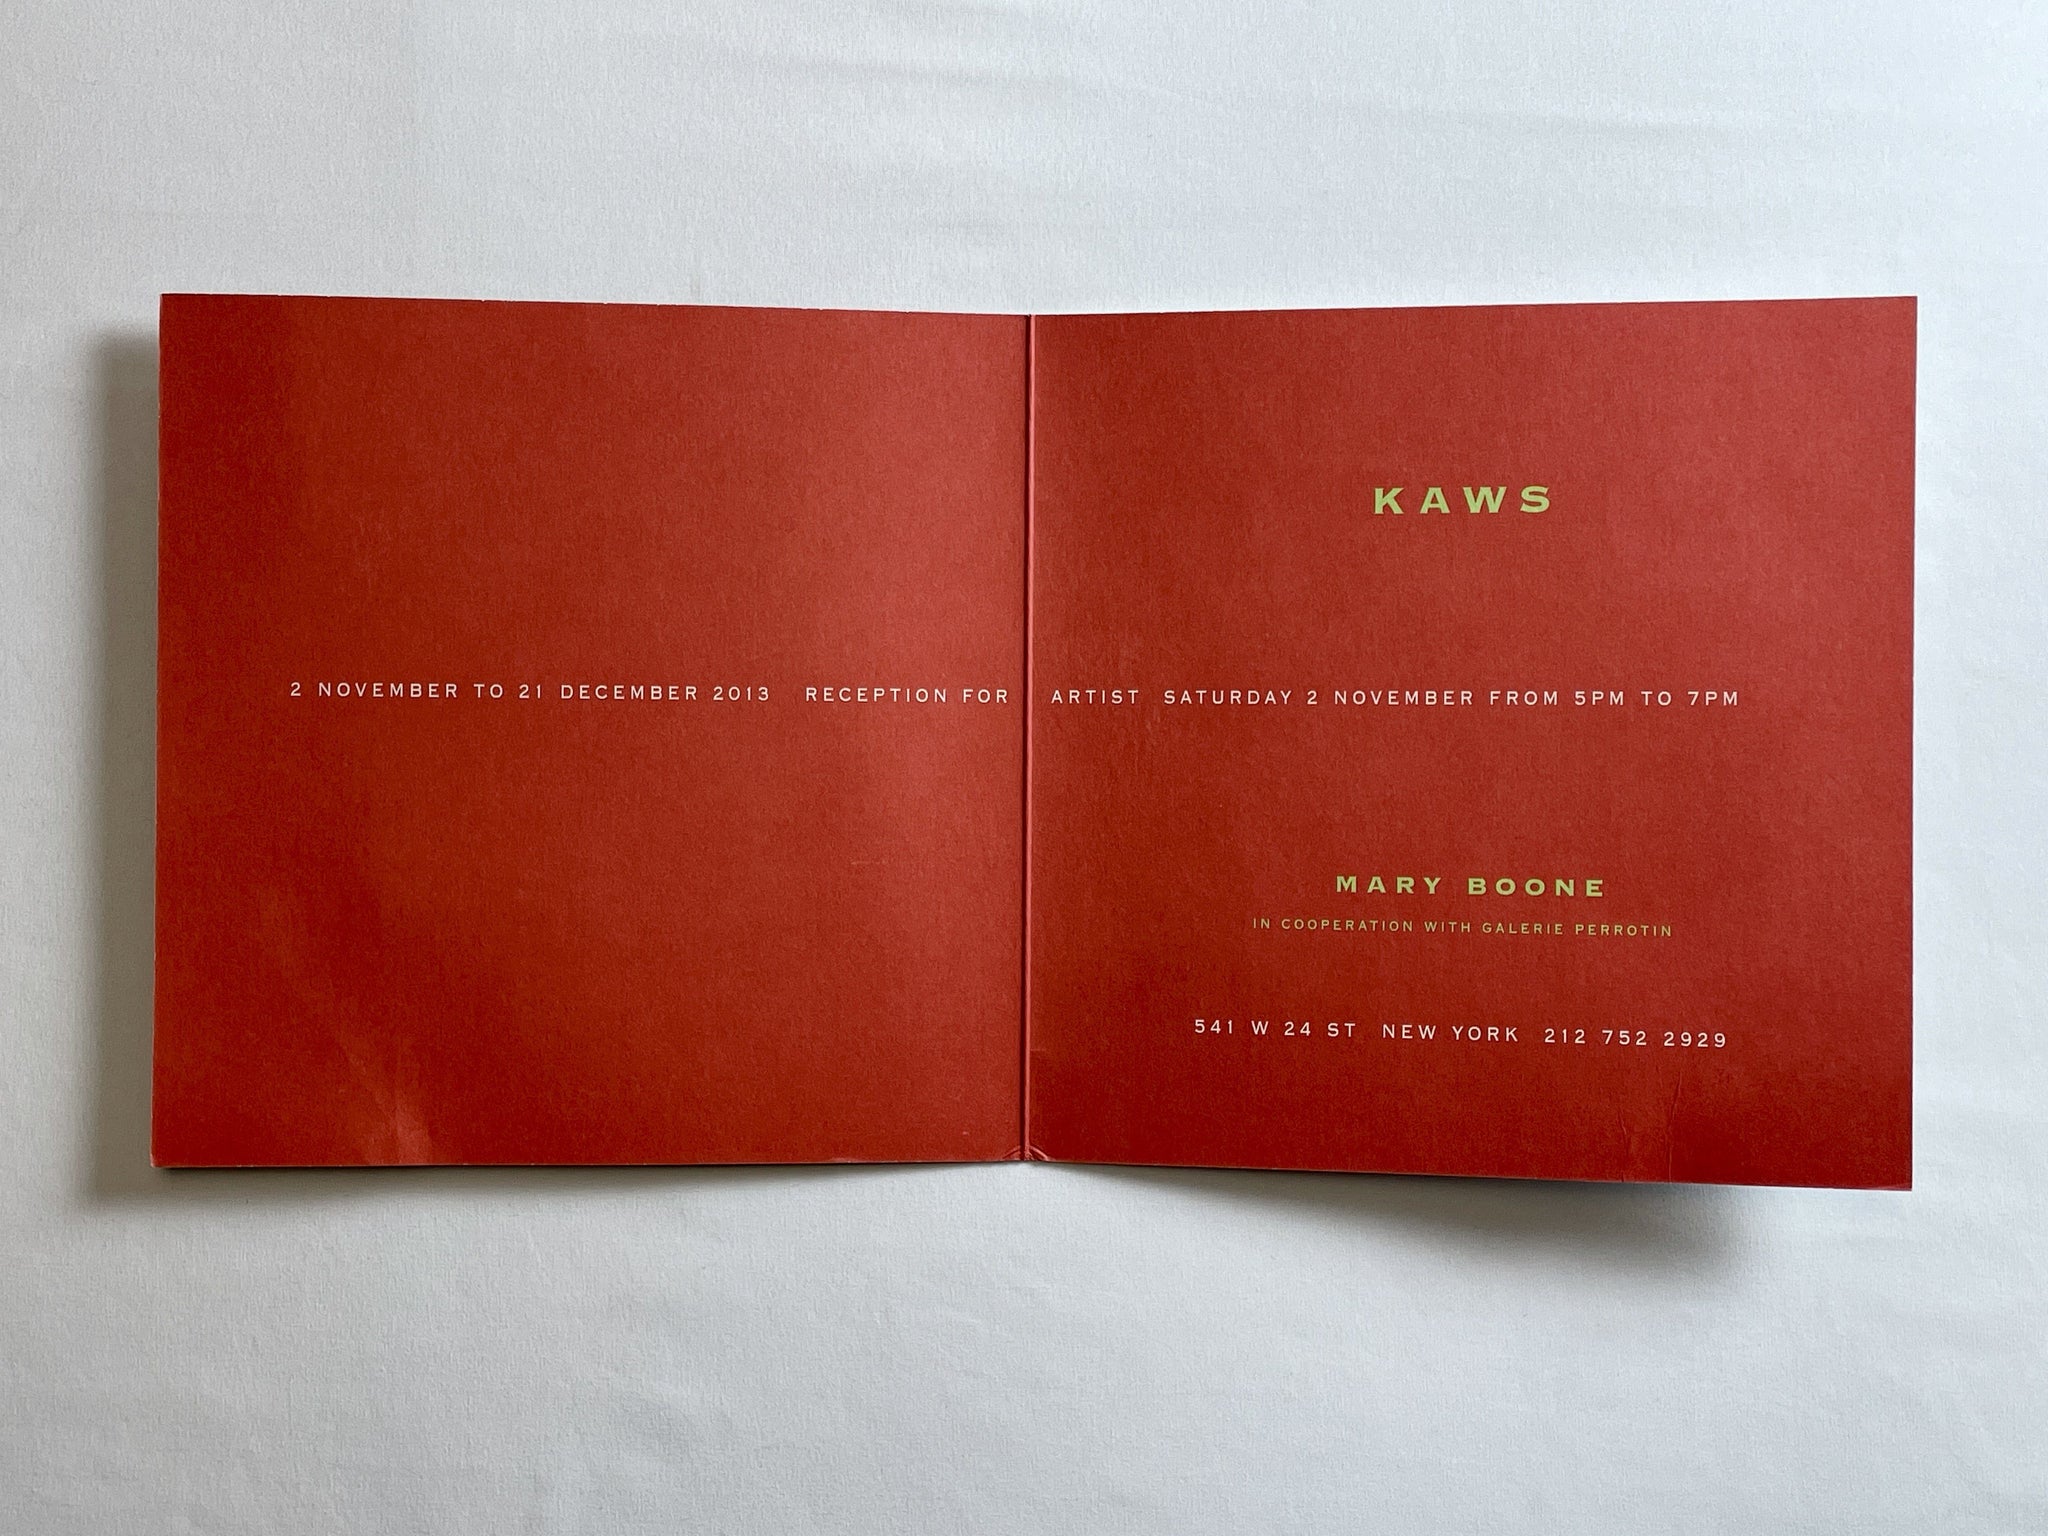 KAWS
2 NOVEMBER TO 21 DECEMBER 2013 RECEPTION FOR ARTIST SATURDAY 2 NOVEMBER FROM 5PM TO 7PM
MARY BOONE
IN COOPERATION WITH GALERIE PERROTIN
541 W 24 ST NEW YORK 212 752 2929